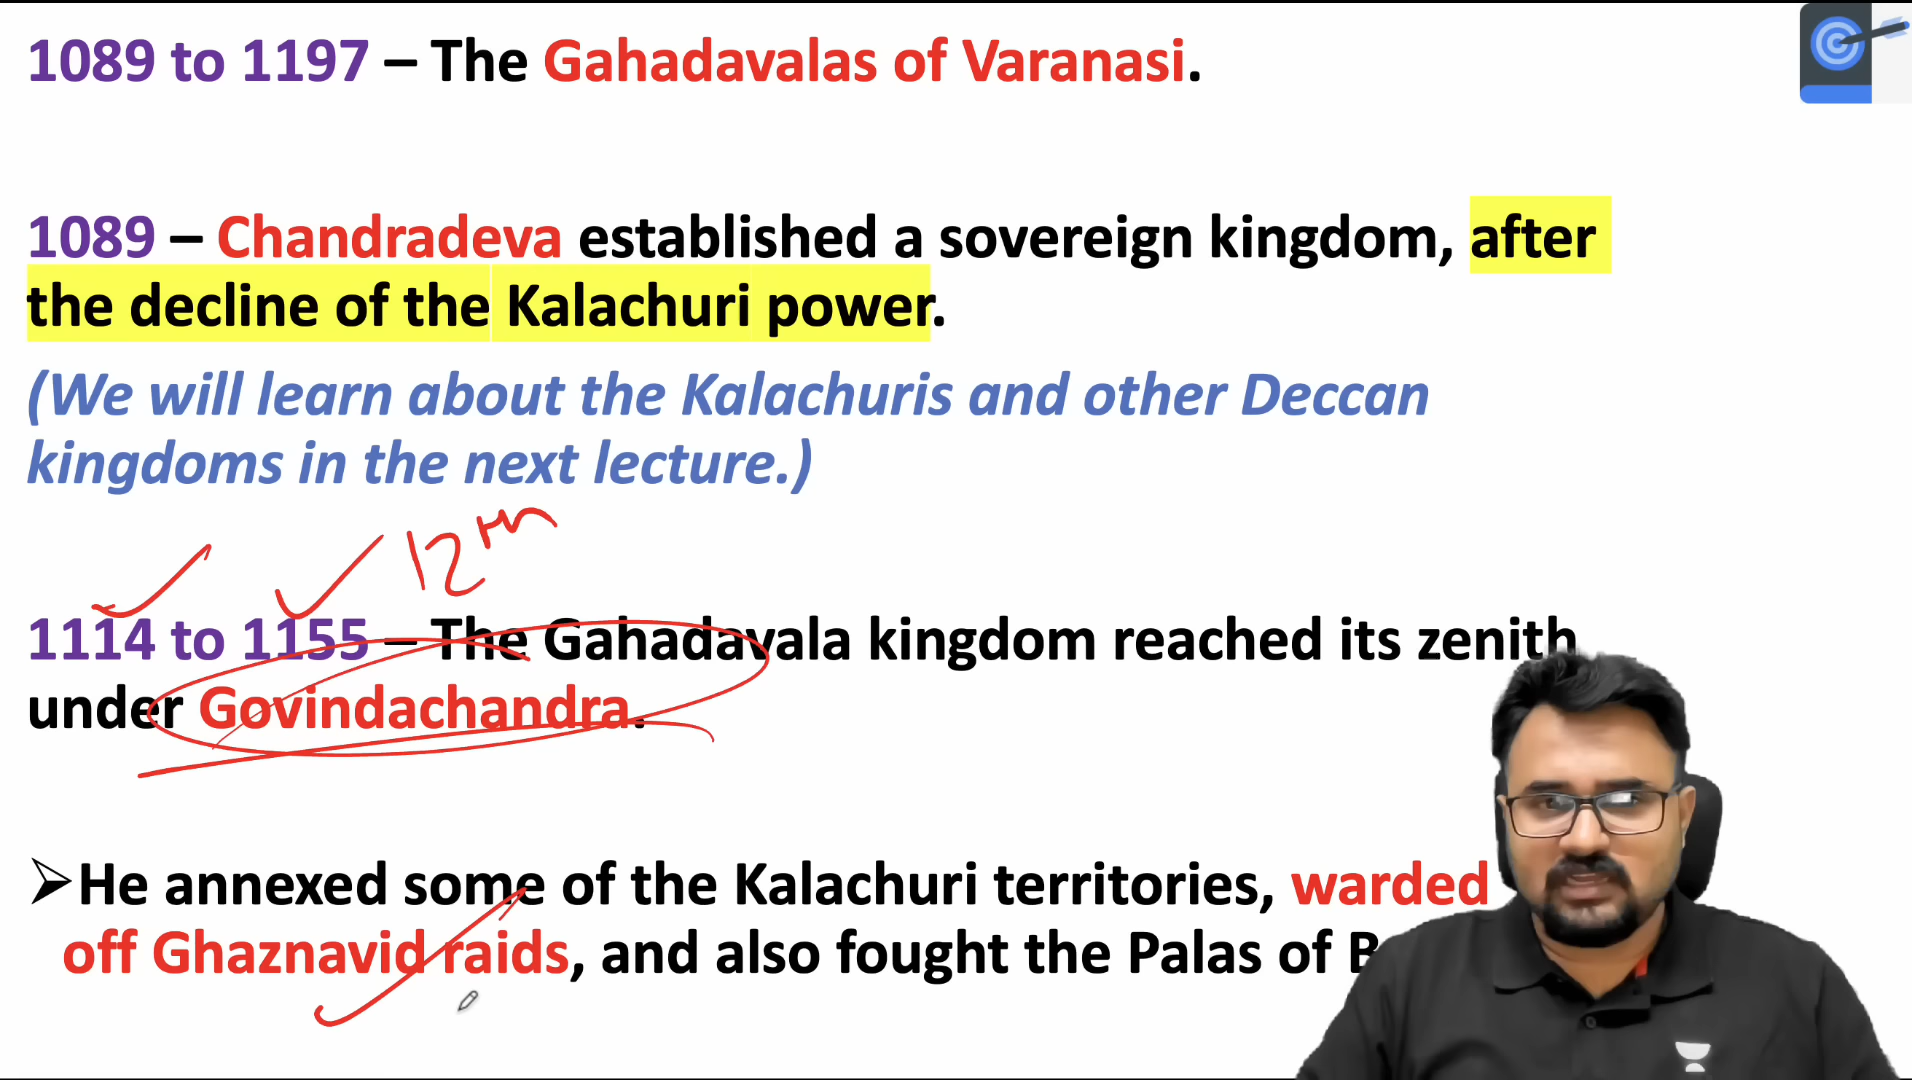 1089 to 1197 – The Gahadavalas of Varanasi.
1089 – Chandradeva established a sovereign kingdom, after
the decline of the Kalachuri power.
(We will learn about the Kalachuris and other Deccan
kingdoms in the next lecture.)
12th
1114 to 1155 – The Gahadavala kingdom reached its zenith
under Govindachandra.
➤He annexed some of the Kalachuri territories, warded
off Ghaznavid raids, and also fought the Palas of